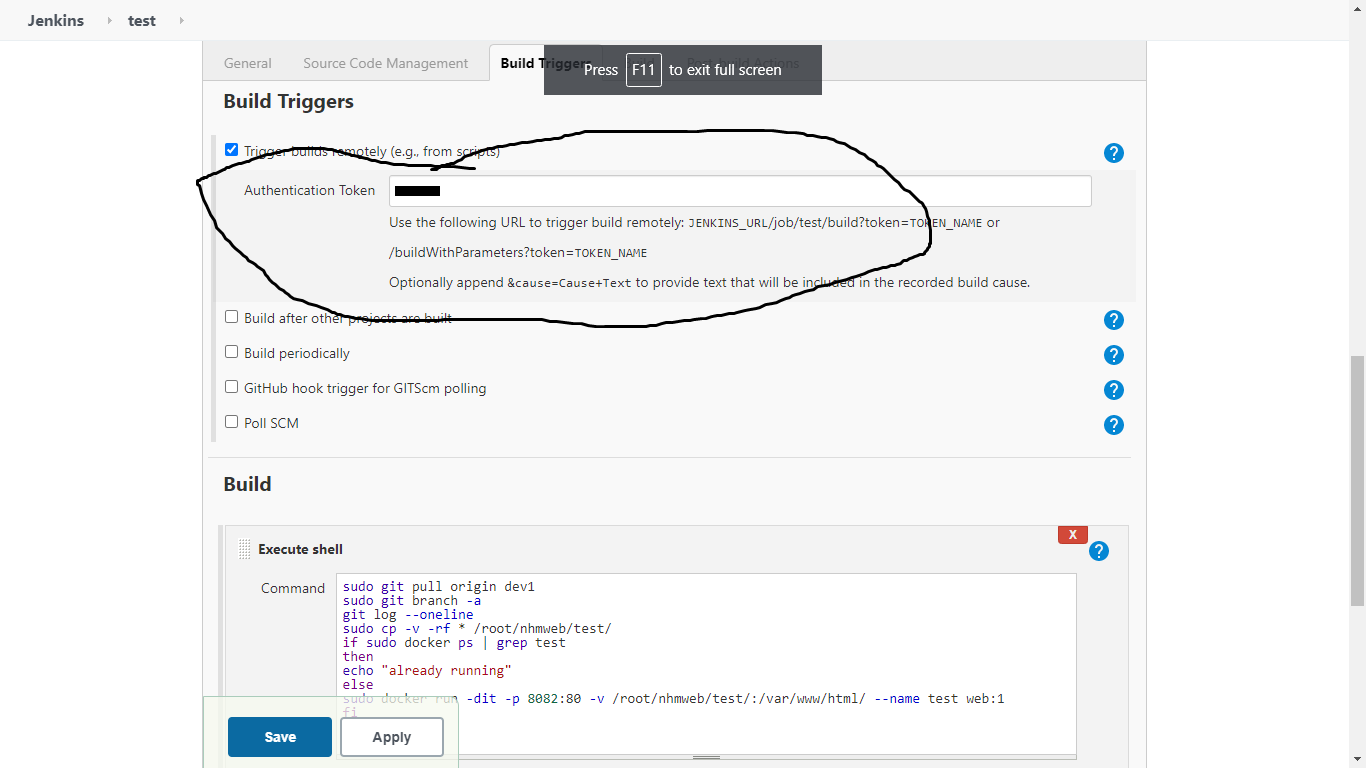 Jenkins test
General Source Code Management Build Triggers
Press F11 to exit full screen
Build Triggers
Trigger builds remotely (e.g., from scripts)
Authentication Token
Use the following URL to trigger build remotely: JENKINS_URL/job/test/build?token=TOKEN_NAME or
/buildWithParameters?token=TOKEN_NAME
Optionally append &cause=Cause+Text to provide text that will be included in the recorded build cause.
Build after other projects are built
Build periodically
GitHub hook trigger for GITScm polling
Poll SCM
Build
X
Execute shell
Command
sudo git pull origin dev1
sudo git branch -a
git log --oneline
sudo cp -v -rf * /root/nhmweb/test/
if sudo docker ps | grep test
then
echo "already running"
else
sudo docker run -dit -p 8082:80 -v /root/nhmweb/test/:/var/www/html/ --name test web:1
fi
Save Apply